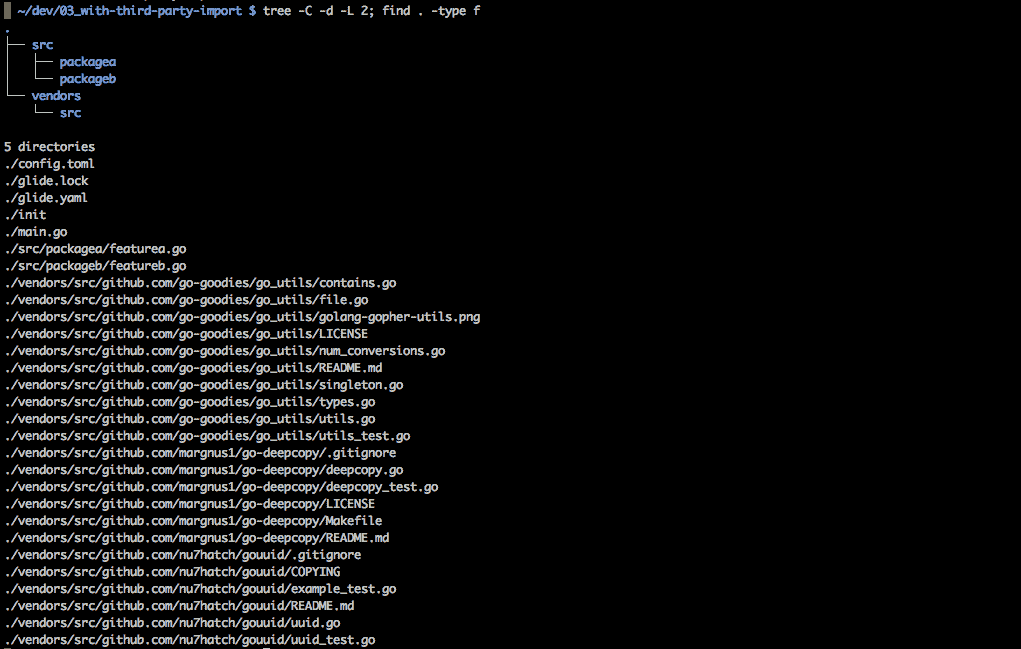 ~/dev/03_with-third-party-import $ tree -C -d -L 2; find . -type f
.
├── src
│   ├── packagea
│   └── packageb
└── vendors
    └── src
5 directories
./config.toml
./glide.lock
./glide.yaml
./init
./main.go
./src/packagea/featurea.go
./src/packageb/featureb.go
./vendors/src/github.com/go-goodies/go_utils/contains.go
./vendors/src/github.com/go-goodies/go_utils/file.go
./vendors/src/github.com/go-goodies/go_utils/golang-gopher-utils.png
./vendors/src/github.com/go-goodies/go_utils/LICENSE
./vendors/src/github.com/go-goodies/go_utils/num_conversions.go
./vendors/src/github.com/go-goodies/go_utils/README.md
./vendors/src/github.com/go-goodies/go_utils/singleton.go
./vendors/src/github.com/go-goodies/go_utils/types.go
./vendors/src/github.com/go-goodies/go_utils/utils.go
./vendors/src/github.com/go-goodies/go_utils/utils_test.go
./vendors/src/github.com/margnus1/go-deepcopy/.gitignore
./vendors/src/github.com/margnus1/go-deepcopy/deepcopy.go
./vendors/src/github.com/margnus1/go-deepcopy/deepcopy_test.go
./vendors/src/github.com/margnus1/go-deepcopy/LICENSE
./vendors/src/github.com/margnus1/go-deepcopy/Makefile
./vendors/src/github.com/margnus1/go-deepcopy/README.md
./vendors/src/github.com/nu7hatch/gouuid/.gitignore
./vendors/src/github.com/nu7hatch/gouuid/COPYING
./vendors/src/github.com/nu7hatch/gouuid/example_test.go
./vendors/src/github.com/nu7hatch/gouuid/README.md
./vendors/src/github.com/nu7hatch/gouuid/uuid.go
./vendors/src/github.com/nu7hatch/gouuid/uuid_test.go